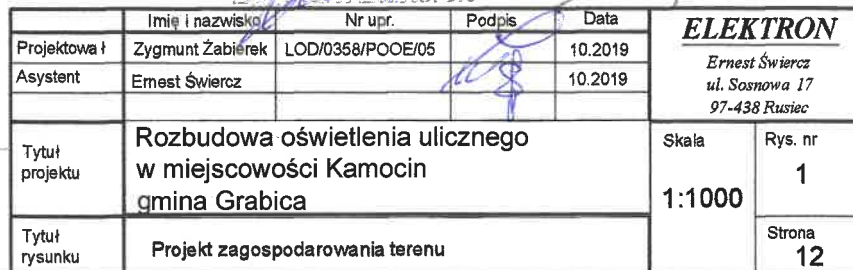 Imię i nazwisko Nr upr. Podpis Data
Projektował Zygmunt Żabierek LOD/0358/POOE/05 10.2019
Asystent Ernest Świercz 10.2019
ELEKTRON
Ernest Świercz
ul. Sosnowa 17
97-438 Rusiec
Tytuł projektu
Rozbudowa oświetlenia ulicznego
w miejscowości Kamocin
gmina Grabica
Skala
1:1000
Rys. nr
1
Tytuł rysunku
Projekt zagospodarowania terenu
Strona
12